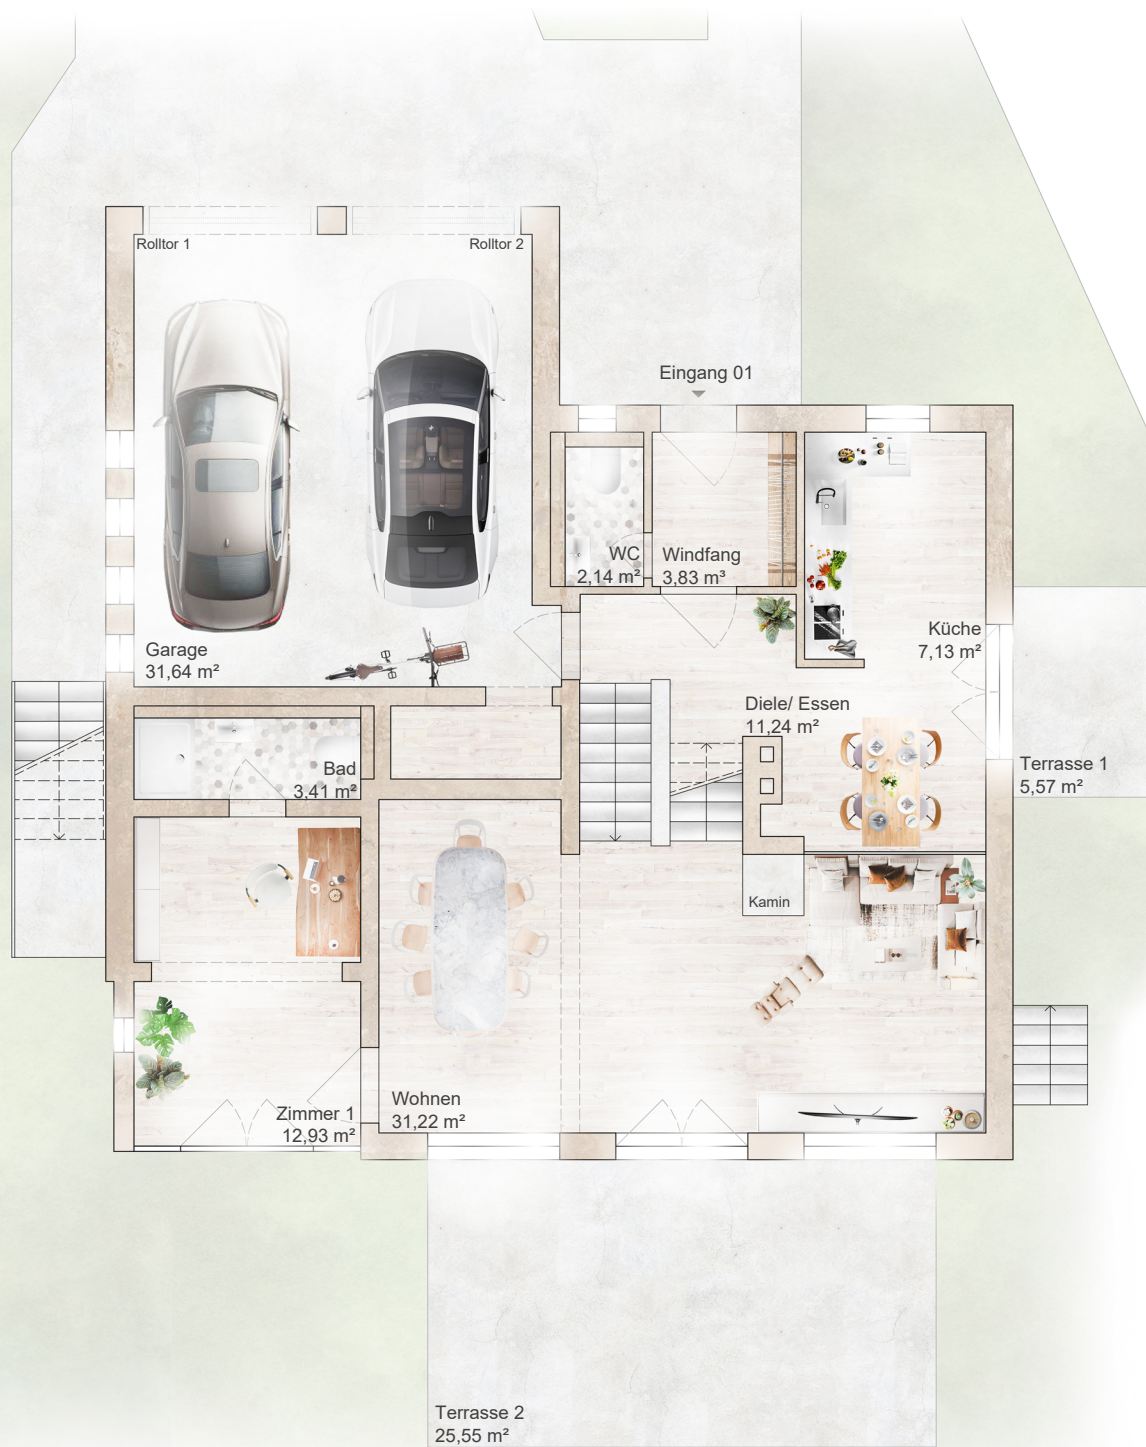 Rolltor 1
Rolltor 2
Eingang 01
WC
2,14 m²
Windfang
3,83 m³
Küche
7,13 m²
Garage
31,64 m²
Diele/ Essen
11,24 m²
Terrasse 1
5,57 m²
Bad
3,41 m²
Kamin
Wohnen
31,22 m²
Zimmer 1
12,93 m²
Terrasse 2
25,55 m²